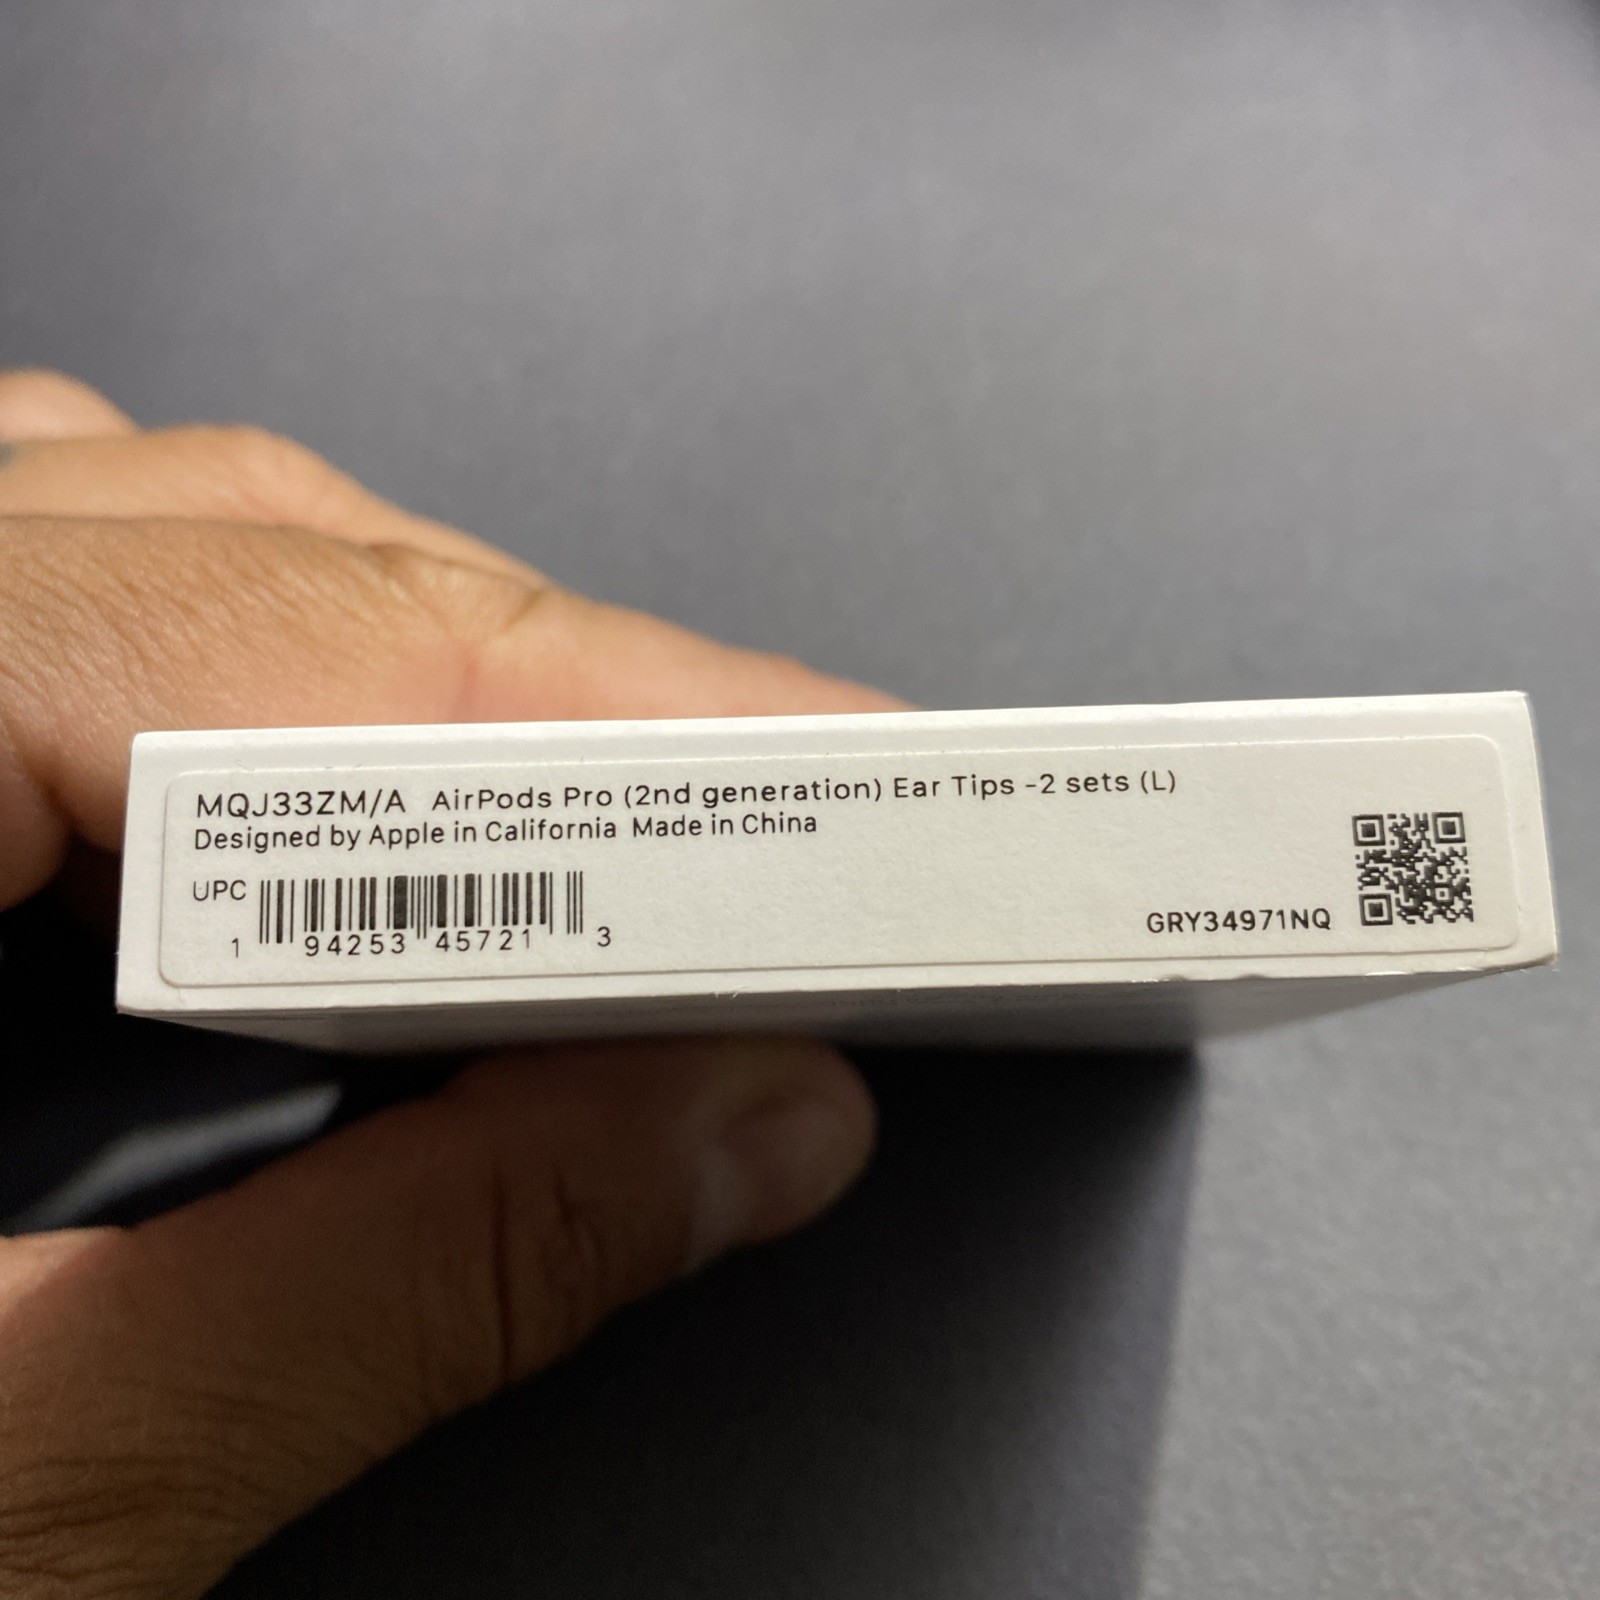 MQJ33ZM/A AirPods Pro (2nd generation) Ear Tips -2 sets (L)
Designed by Apple in California Made in China
UPC
1 94253 45721 3
GRY34971NQ